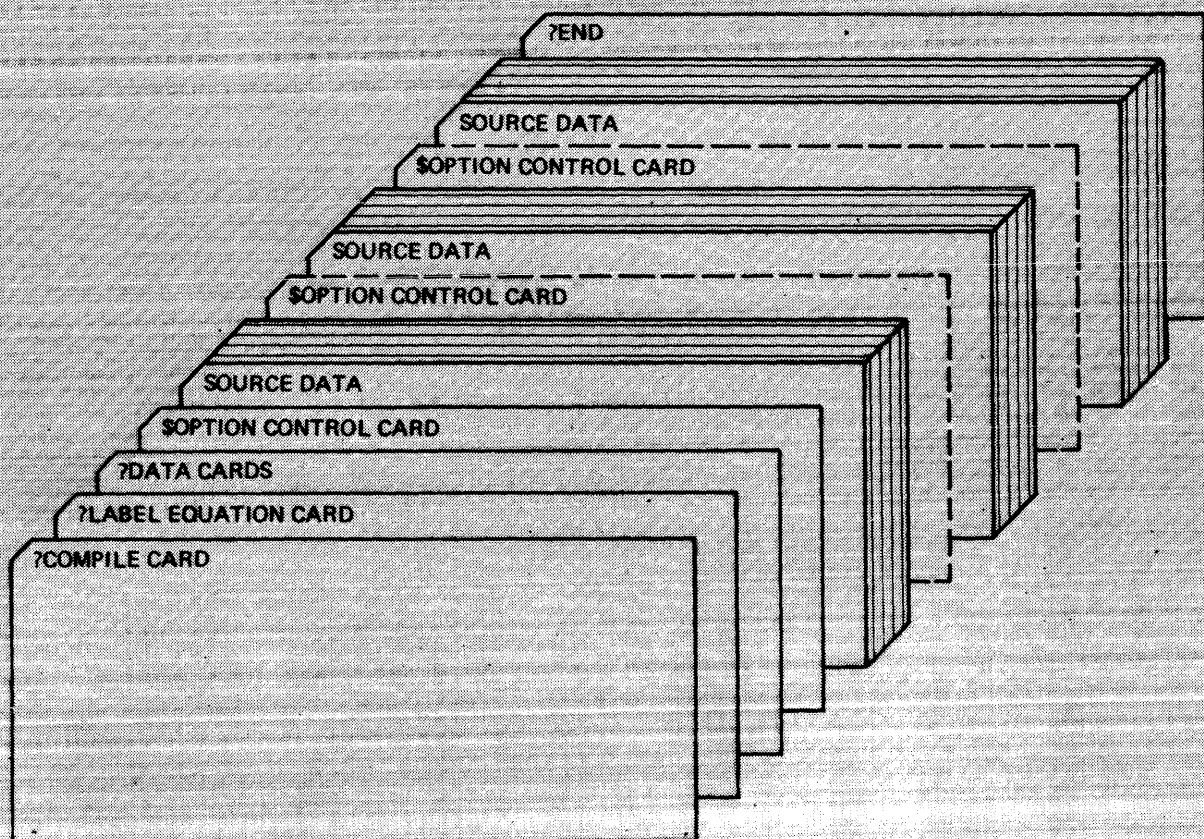 ?END
SOURCE DATA
$OPTION CONTROL CARD
SOURCE DATA
$OPTION CONTROL CARD
SOURCE DATA
$OPTION CONTROL CARD
?DATA CARDS
?LABEL EQUATION CARD
?COMPILE CARD